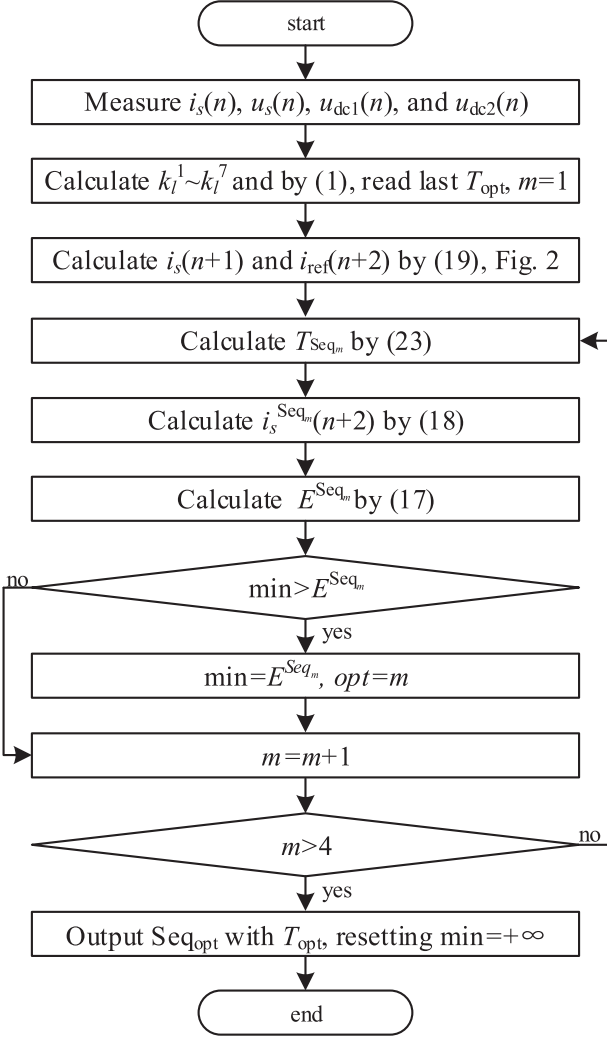 start
Measure i_s(n), u_s(n), u_dc1(n), and u_dc2(n)
Calculate k_l^1~k_l^7 and by (1), read last T_opt, m=1
Calculate i_s(n+1) and i_ref(n+2) by (19), Fig. 2
Calculate T_Seq_m by (23)
Calculate i_s^Seq_m(n+2) by (18)
Calculate E^Seq_m by (17)
no
min>E^Seq_m
yes
min=E^Seq_m, opt=m
m=m+1
m>4
no
yes
Output Seq_opt with T_opt, resetting min=+∞
end